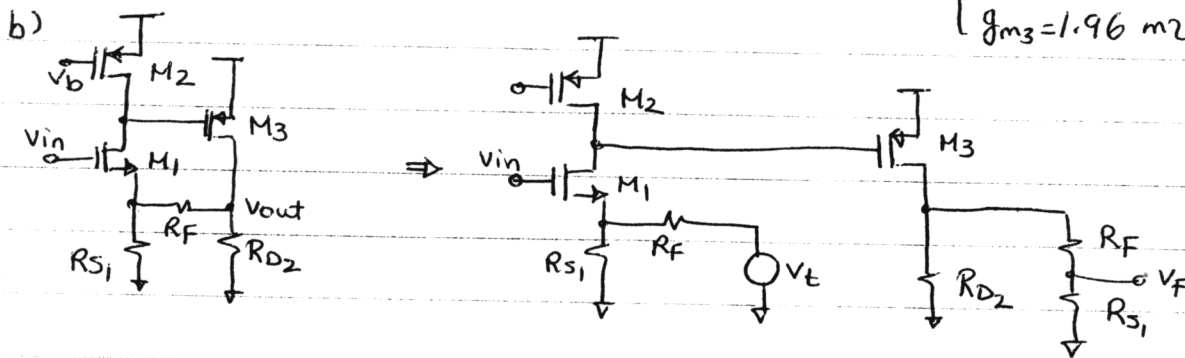 b)
gm3=1.96 m
Vb
M2
M3
Vin
M1
Vout
RF
RS1
RD2
⇒
M2
M3
Vin
M1
RF
RS1
Vt
RD2
RF
VF
RS1